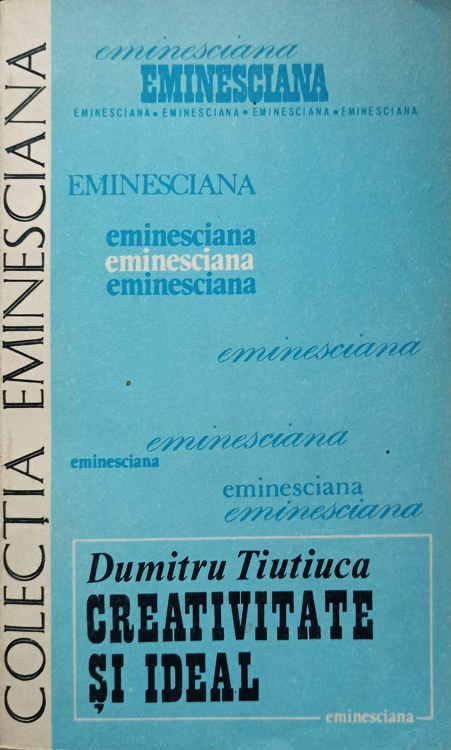 COLECȚIA EMINESCIANA
eminesciana
EMINESCIANA
EMINESCIANA ● EMINESCIANA ● EMINESCIANA ● EMINESCIANA
EMINESCIANA
eminesciana
eminesciana
eminesciana
eminesciana
eminesciana
eminesciana
eminesciana
eminesciana
Dumitru Tiutiuca
CREATIVITATE
ȘI IDEAL
eminesciana